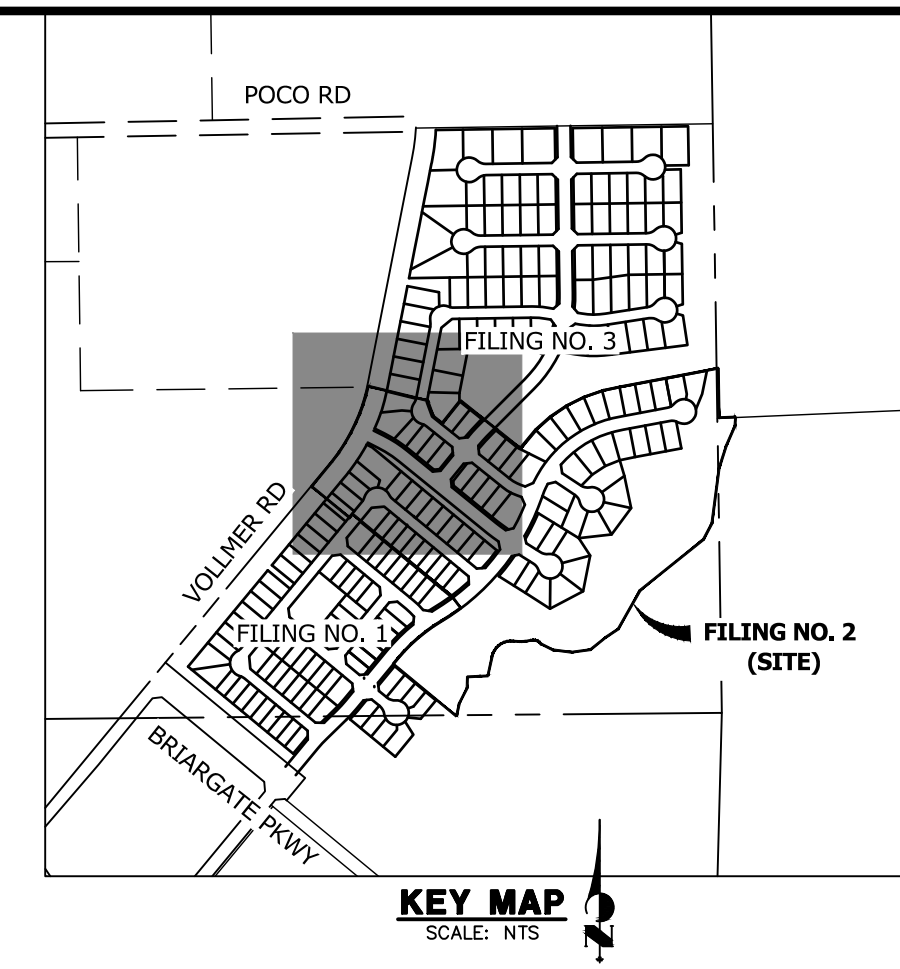 POCO RD
FILING NO. 3
VOLLMER RD
FILING NO. 1
FILING NO. 2
(SITE)
BRIARGATE PKWY
KEY MAP
SCALE: NTS
N